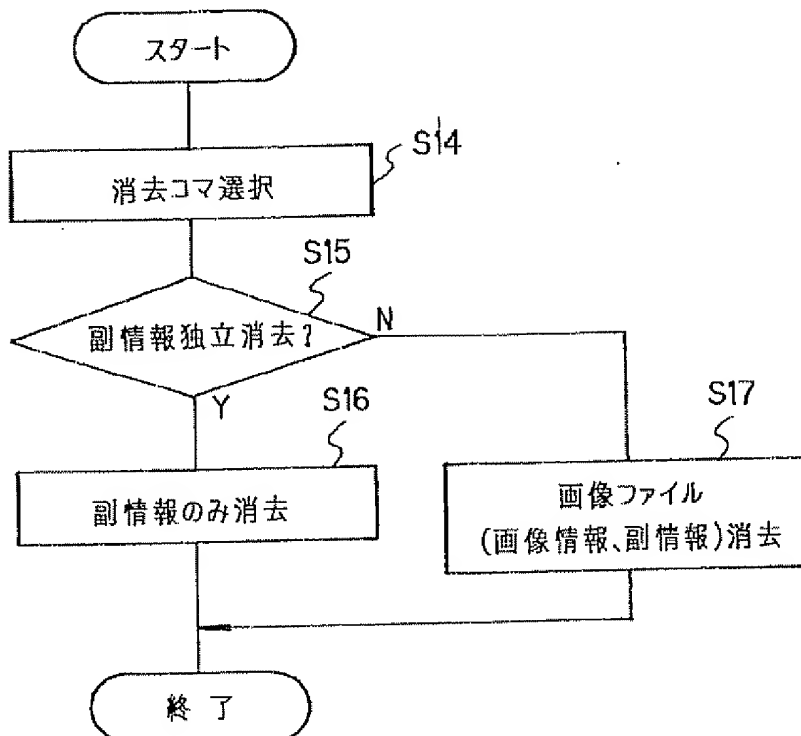 スタート
S14
消去コマ選択
S15
副情報独立消去?
N
Y
S16
副情報のみ消去
S17
画像ファイル
(画像情報、副情報)消去
終了